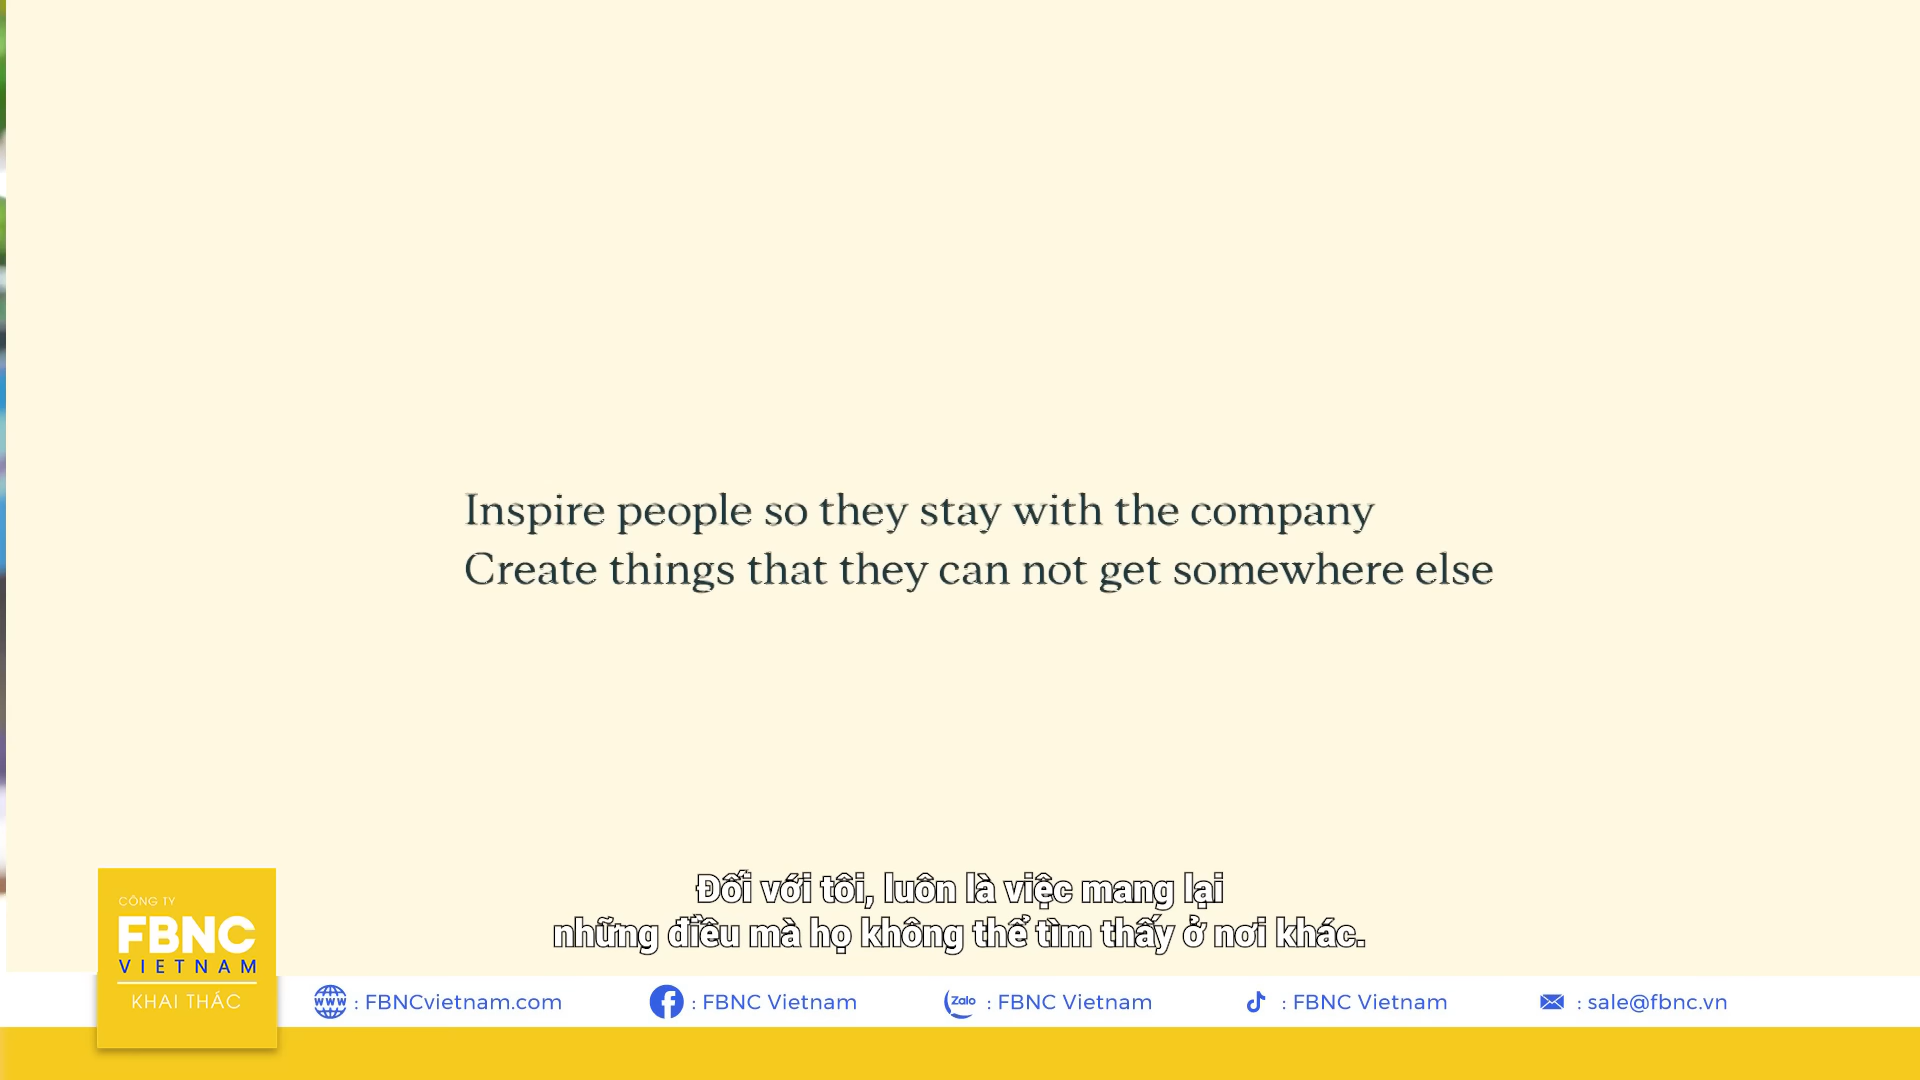 Inspire people so they stay with the company
Create things that they can not get somewhere else
Đối với tôi, luôn là việc mang lại
những điều mà họ không thể tìm thấy ở nơi khác.
CÔNG TY
FBNC
VIETNAM
KHAI THÁC
www : FBNCvietnam.com
: FBNC Vietnam
Zalo : FBNC Vietnam
: FBNC Vietnam
: sale@fbnc.vn